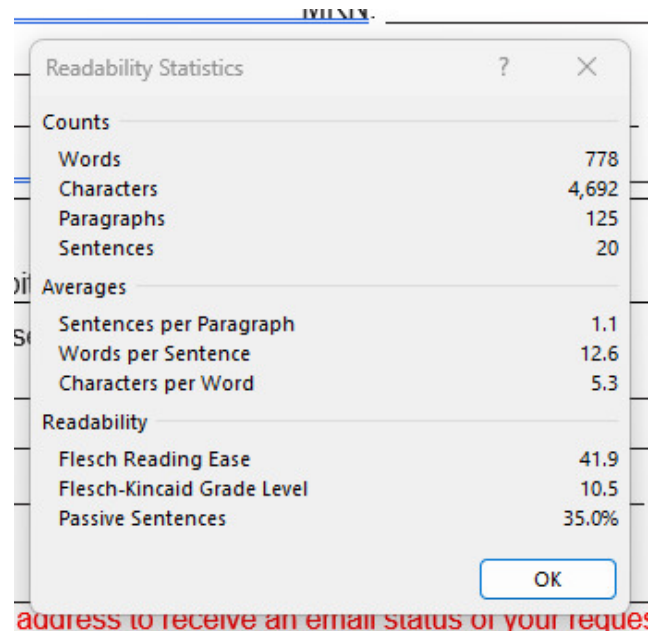 MRN:
Readability Statistics ? ×
Counts
Words 778
Characters 4,692
Paragraphs 125
Sentences 20
Averages
Sentences per Paragraph 1.1
Words per Sentence 12.6
Characters per Word 5.3
Readability
Flesch Reading Ease 41.9
Flesch-Kincaid Grade Level 10.5
Passive Sentences 35.0%
OK
address to receive an email status of your